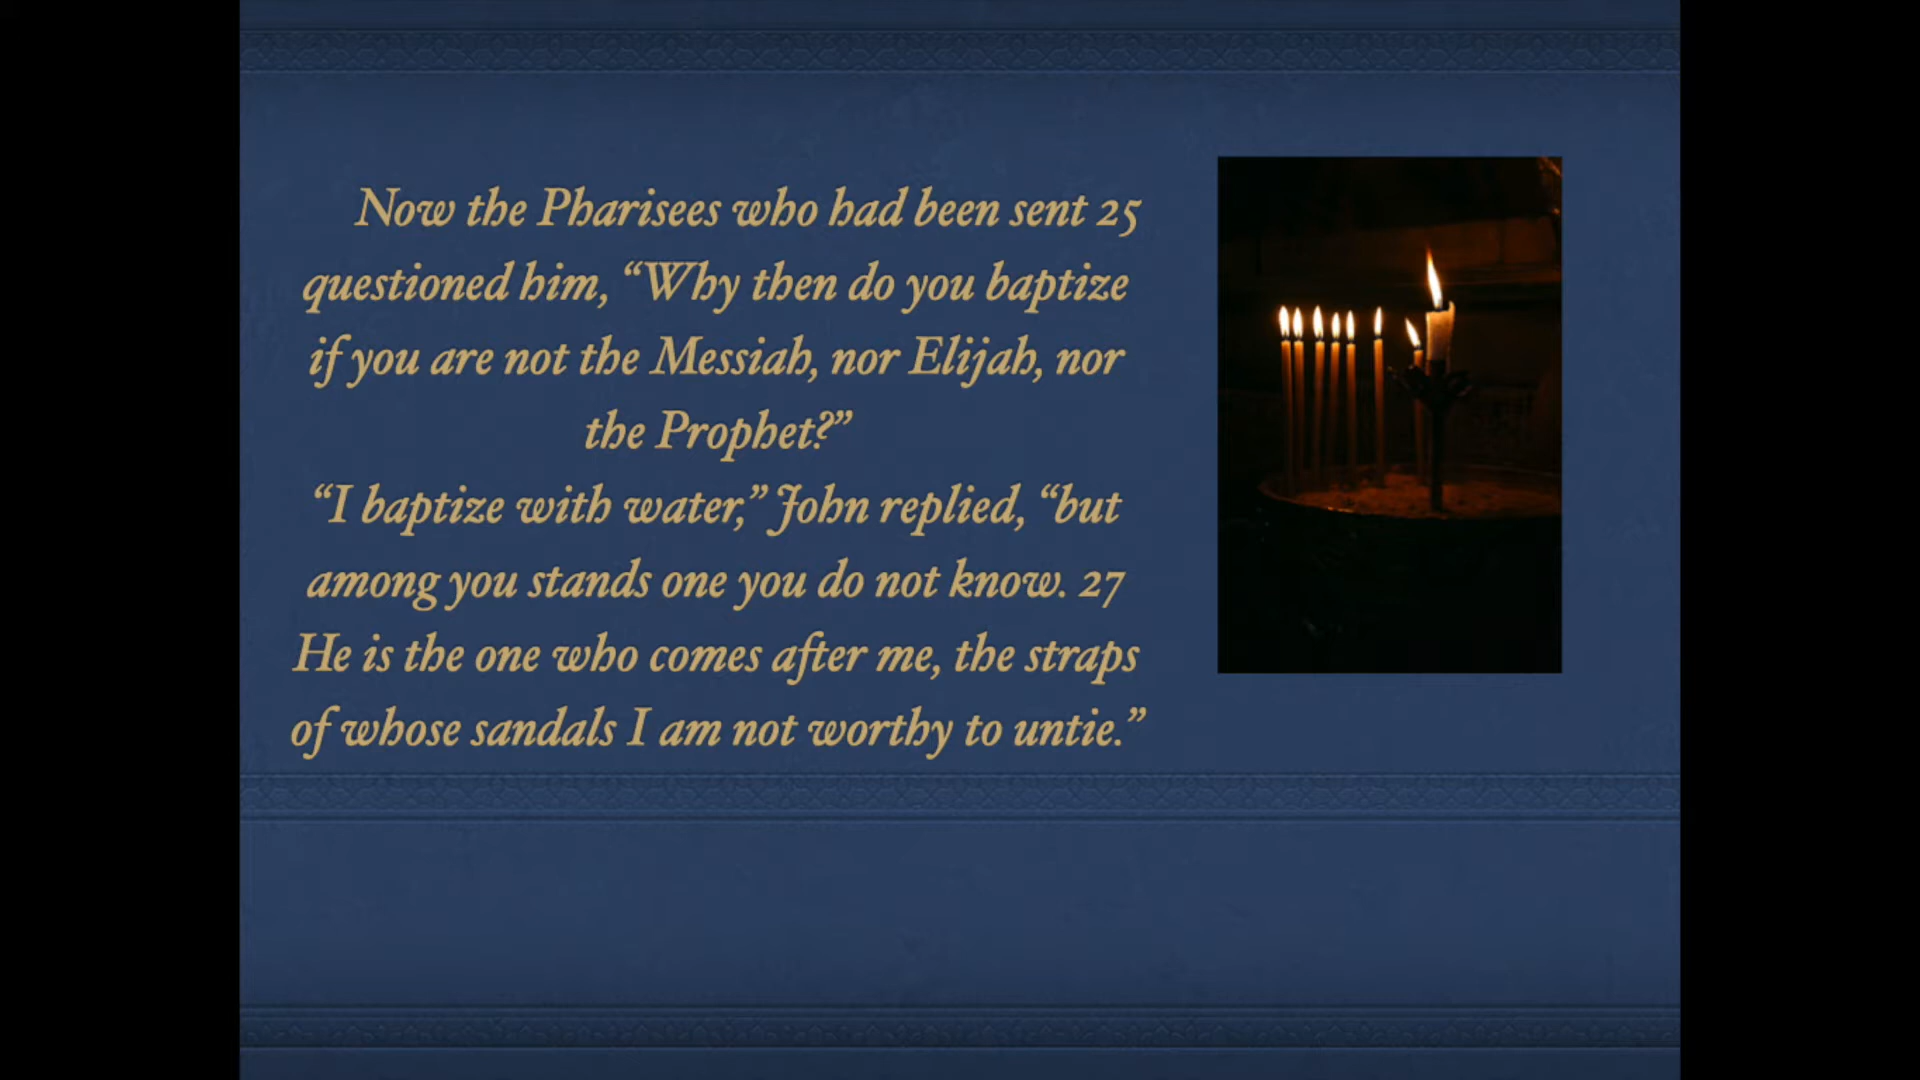 Now the Pharisees who had been sent 25
questioned him, “Why then do you baptize
if you are not the Messiah, nor Elijah, nor
the Prophet?”
“I baptize with water,” John replied, “but
among you stands one you do not know. 27
He is the one who comes after me, the straps
of whose sandals I am not worthy to untie.”